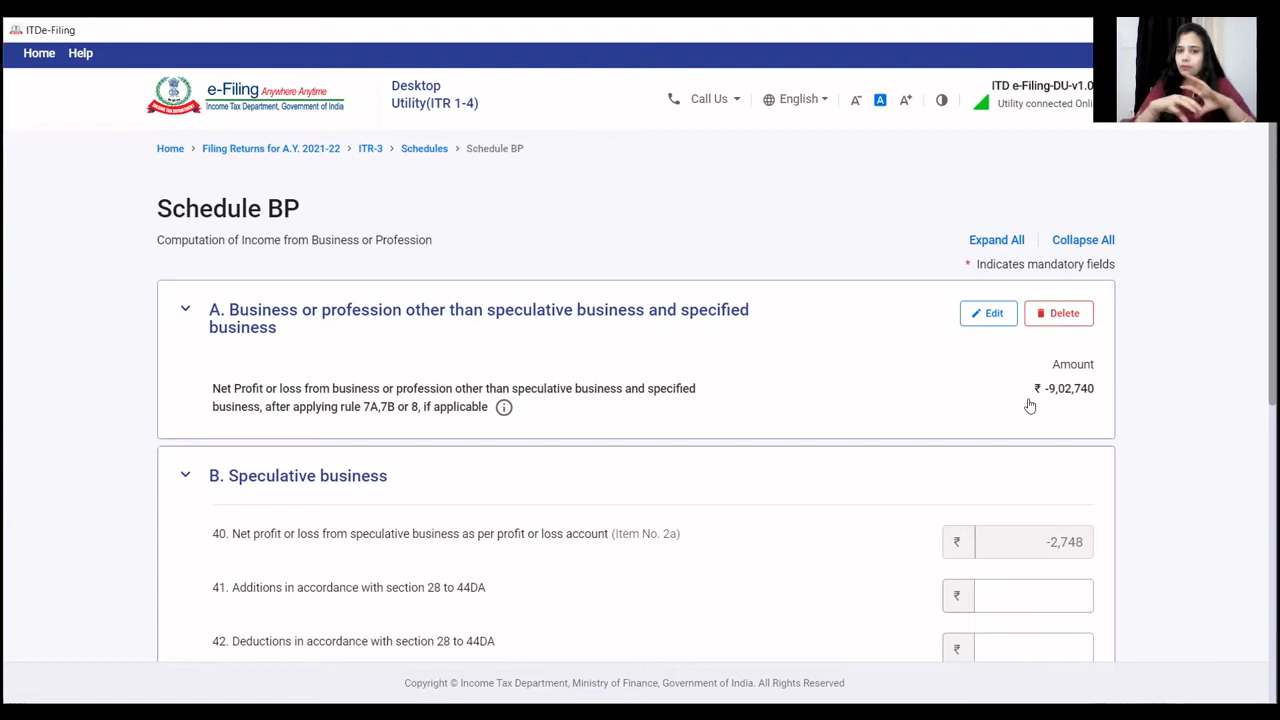 ITDe-Filing
Home Help
e-Filing Anywhere Anytime
Income Tax Department, Government of India
Desktop
Utility(ITR 1-4)
Call Us
English
A-
A
A+
ITD e-Filing-DU-v1.0
Utility connected Onli
Home > Filing Returns for A.Y. 2021-22 > ITR-3 > Schedules > Schedule BP
Schedule BP
Computation of Income from Business or Profession
Expand All
Collapse All
* Indicates mandatory fields
A. Business or profession other than speculative business and specified
business
Edit
Delete
Amount
Net Profit or loss from business or profession other than speculative business and specified
business, after applying rule 7A,7B or 8, if applicable
₹ -9,02,740
B. Speculative business
40. Net profit or loss from speculative business as per profit or loss account (Item No. 2a)
₹ -2,748
41. Additions in accordance with section 28 to 44DA
₹
42. Deductions in accordance with section 28 to 44DA
₹
Copyright © Income Tax Department, Ministry of Finance, Government of India. All Rights Reserved